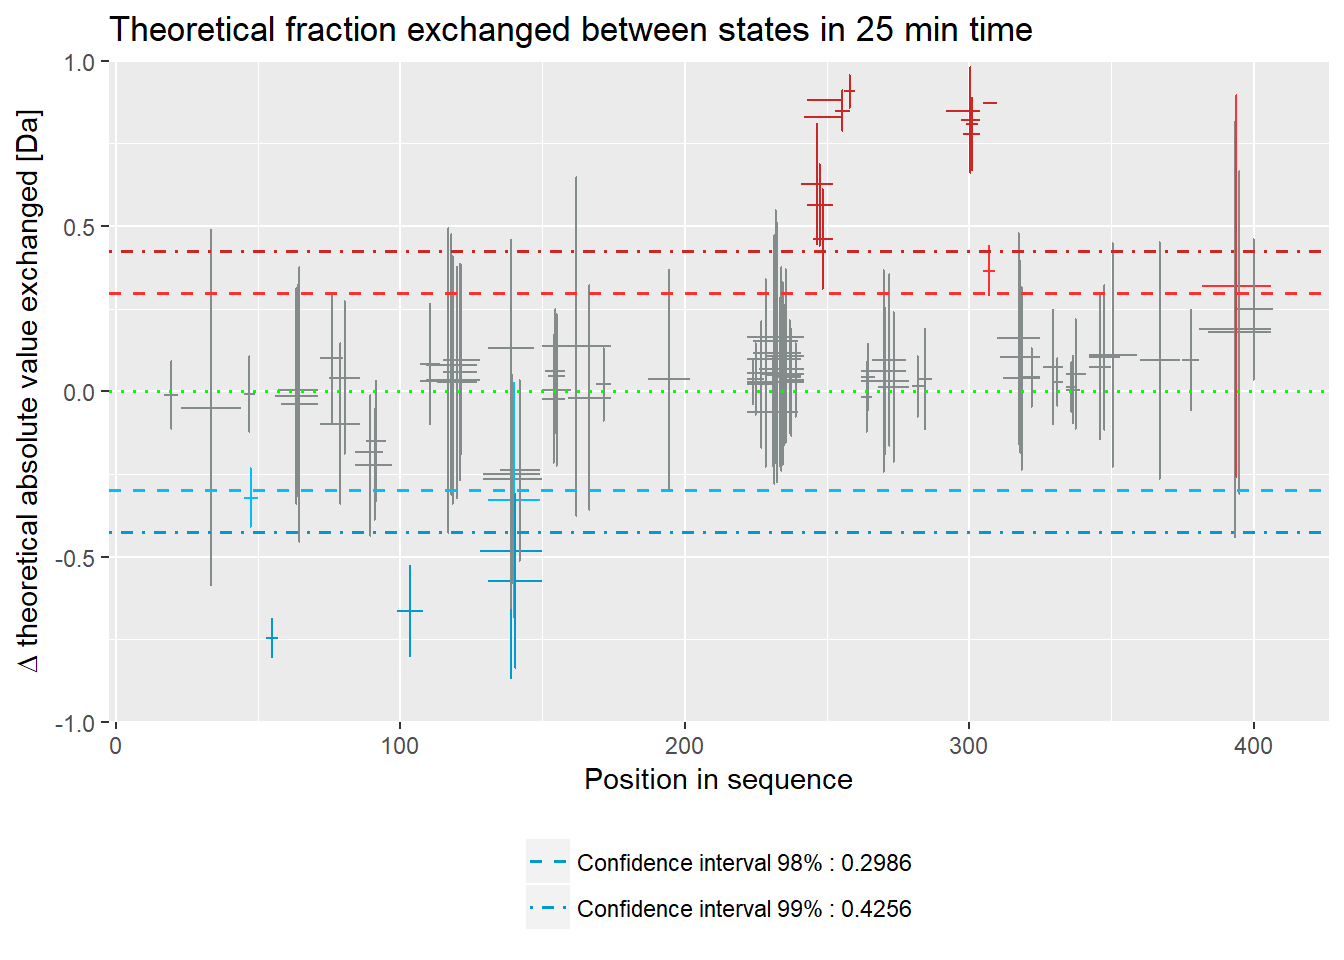 Theoretical fraction exchanged between states in 25 min time
Δ theoretical absolute value exchanged [Da]
1.0
0.5
0.0
-0.5
-1.0
0 100 200 300 400
Position in sequence
Confidence interval 98% : 0.2986
Confidence interval 99% : 0.4256